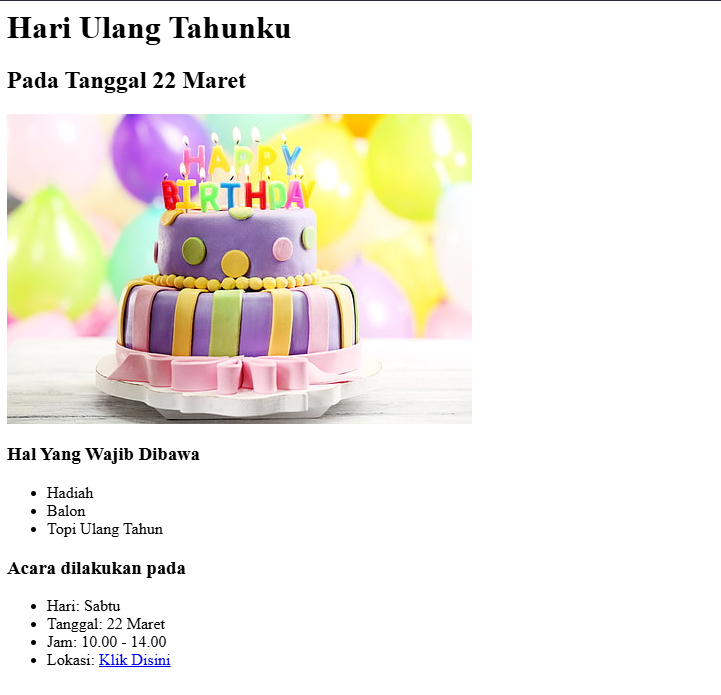 Hari Ulang Tahunku
Pada Tanggal 22 Maret
HAPPY
BIRTHDAY
Hal Yang Wajib Dibawa
Hadiah
Balon
Topi Ulang Tahun
Acara dilakukan pada
Hari: Sabtu
Tanggal: 22 Maret
Jam: 10.00 - 14.00
Lokasi: Klik Disini